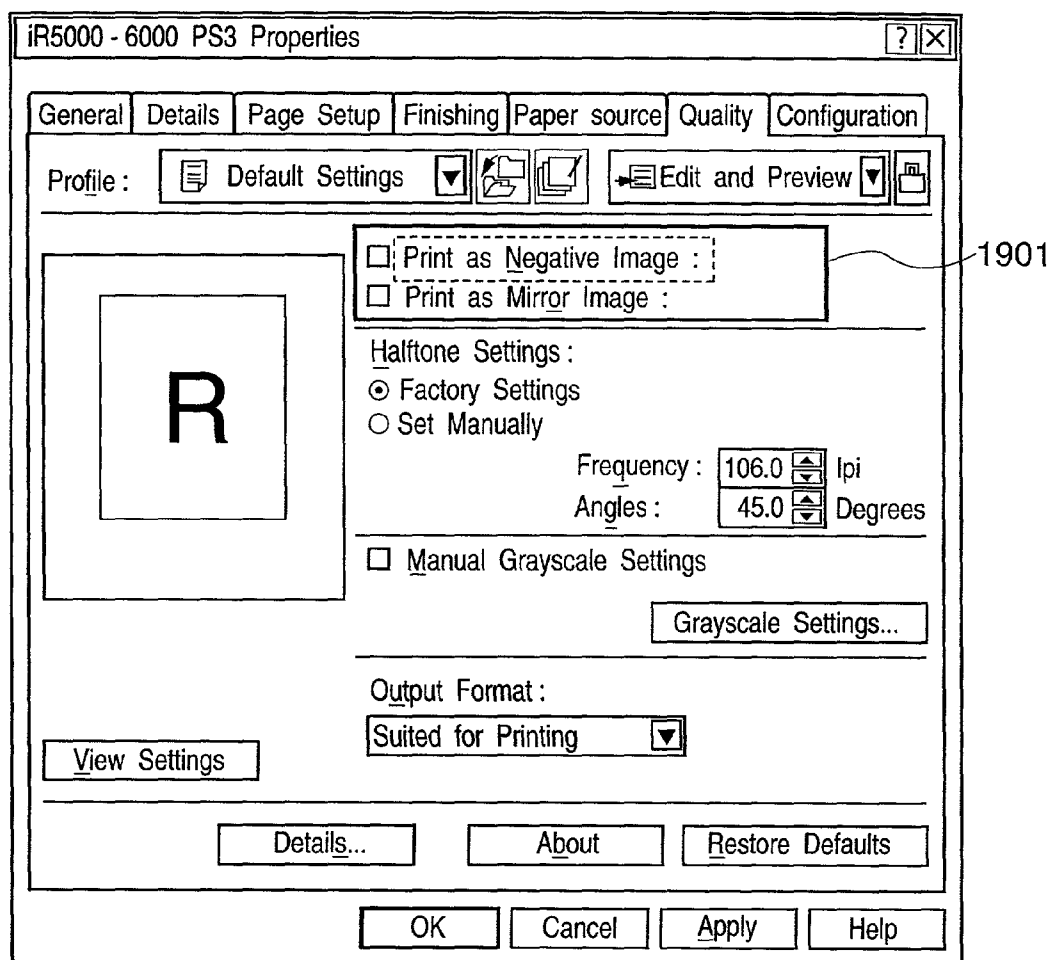 iR5000 - 6000 PS3 Properties ? X
General Details Page Setup Finishing Paper source Quality Configuration
Profile : Default Settings Edit and Preview
Print as Negative Image :
1901
Print as Mirror Image :
Halftone Settings :
Factory Settings
R
Set Manually
Frequency : 106.0 lpi
Angles : 45.0 Degrees
Manual Grayscale Settings
Grayscale Settings...
Output Format :
Suited for Printing
View Settings
Details... About Restore Defaults
OK Cancel Apply Help